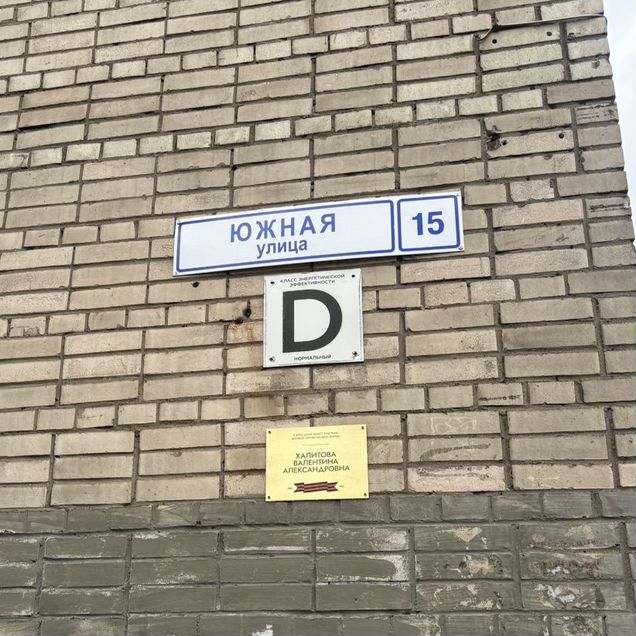 ЮЖНАЯ
улица
15
КЛАСС ЭНЕРГЕТИЧЕСКОЙ
ЭФФЕКТИВНОСТИ
D
НОРМАЛЬНЫЙ
ХАЛИТОВА
ВАЛЕНТИНА
АЛЕКСАНДРОВНА